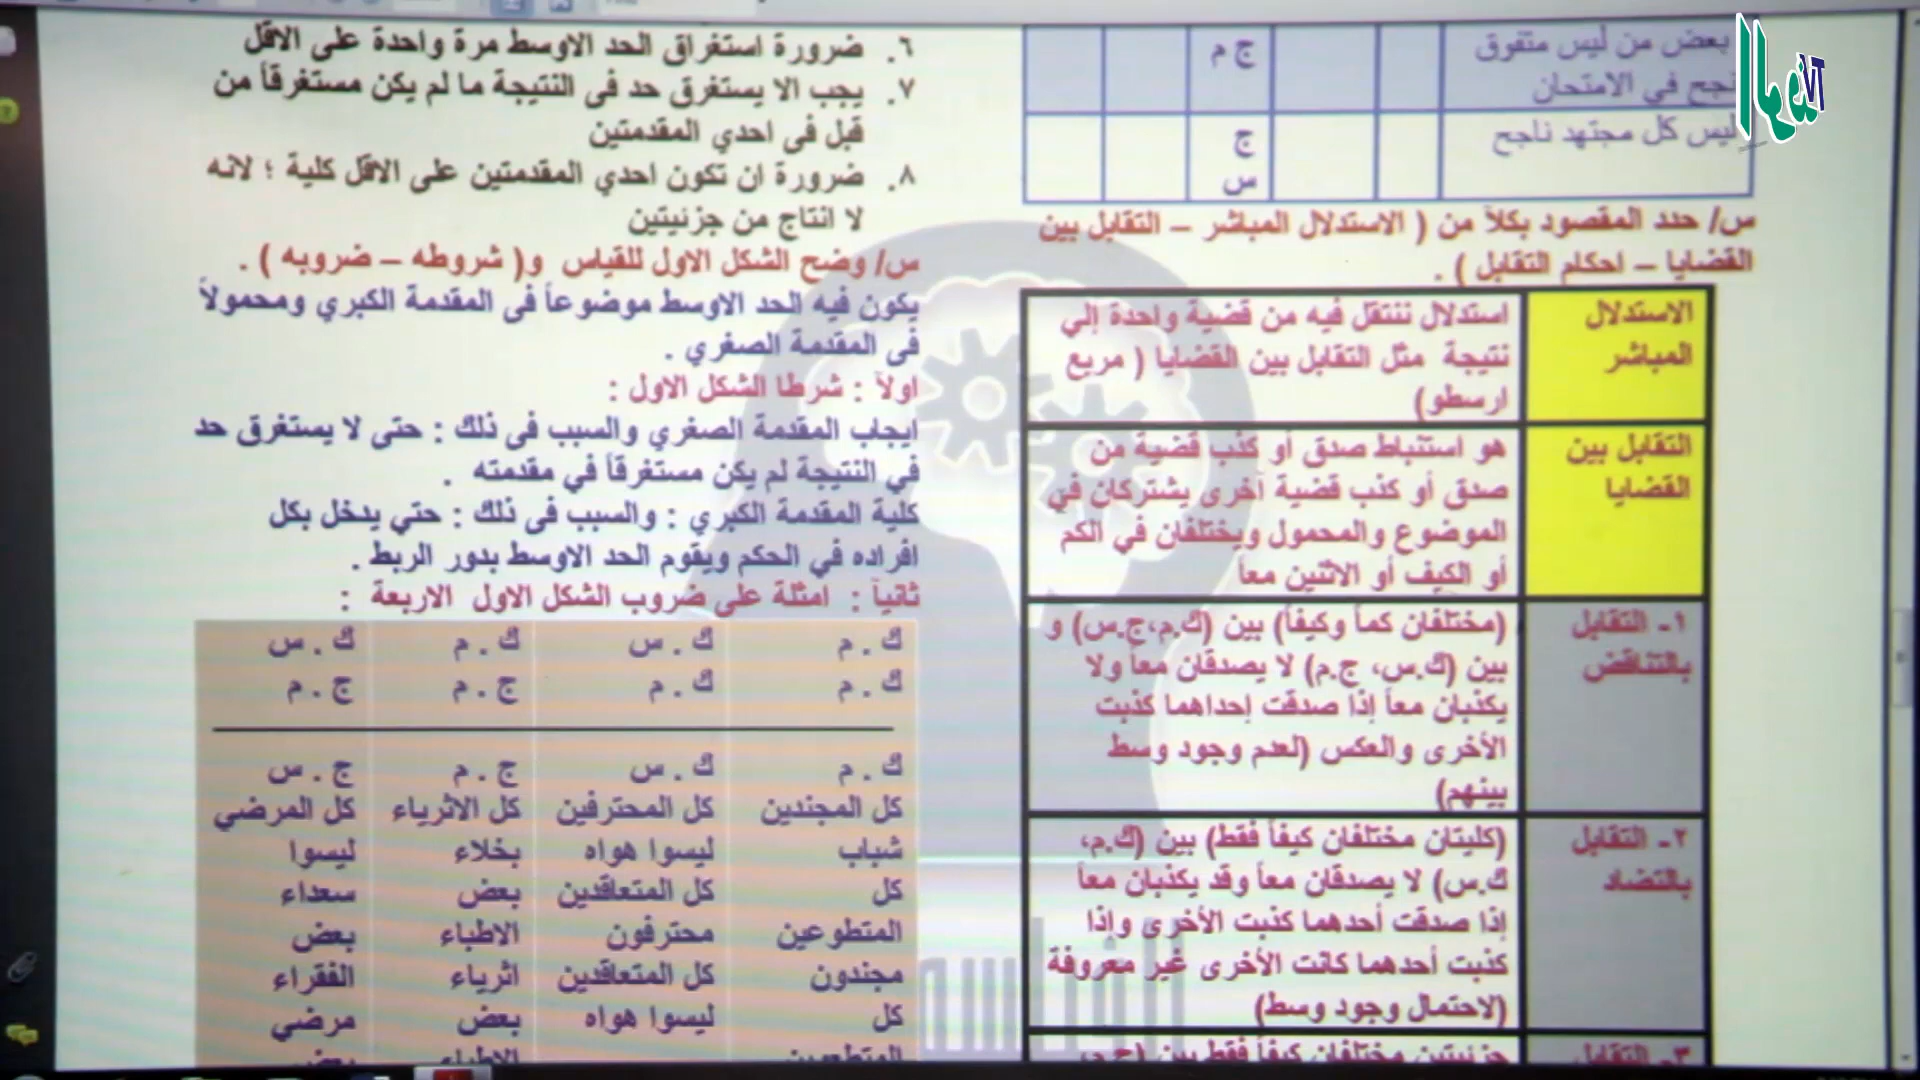 بعض من ليس متفوق
نجح في الامتحان
ج م
ليس كل مجتهد ناجح
ج
س
س/ حدد المقصود بكلاً من ( الاستدلال المباشر – التقابل بين
القضايا – احكام التقابل ) .
الاستدلال
المباشر
استدلال ننتقل فيه من قضية واحدة إلي
نتيجة مثل التقابل بين القضايا ( مربع
ارسطو)
التقابل بين
القضايا
هو استنباط صدق أو كذب قضية من
صدق أو كذب قضية آخرى يشتركان في
الموضوع والمحمول ويختلفان في الكم
أو الكيف أو الاثنين معاً
١- التقابل
بالتناقض
(مختلفان كماً وكيفاً) بين (ك.م،ج.س) و
بين (ك.س، ج.م) لا يصدقان معاً ولا
يكذبان معاً إذا صدقت إحداهما كذبت
الأخرى والعكس (لعدم وجود وسط
بينهم)
٢- التقابل
بالتضاد
(كليتان مختلفان كيفاً فقط) بين (ك.م،
ك.س) لا يصدقان معاً وقد يكذبان معاً
إذا صدقت أحدهما كذبت الأخرى وإذا
كذبت أحدهما كانت الأخرى غير معروفة
(لاحتمال وجود وسط)
٣- التقابل
جزئيتين مختلفان كيفاً فقط بين (ج.م،
٦. ضرورة استغراق الحد الاوسط مرة واحدة على الاقل
٧. يجب الا يستغرق حد فى النتيجة ما لم يكن مستغرقاً من
قبل فى احدي المقدمتين
٨. ضرورة ان تكون احدي المقدمتين على الاقل كلية ؛ لانه
لا انتاج من جزئيتين
س/ وضح الشكل الاول للقياس و( شروطه – ضروبه ) .
يكون فيه الحد الاوسط موضوعاً فى المقدمة الكبري ومحمولاً
فى المقدمة الصغري .
اولاً : شرطا الشكل الاول :
ايجاب المقدمة الصغري والسبب فى ذلك : حتى لا يستغرق حد
في النتيجة لم يكن مستغرقاً في مقدمته .
كلية المقدمة الكبري : والسبب فى ذلك : حتي يدخل بكل
افراده في الحكم ويقوم الحد الاوسط بدور الربط .
ثانياً : امثلة علي ضروب الشكل الاول الاربعة :
ك . م ك . س ك . م ك . س
ك . م ك . م ج . م ج . م
ك . م ك . س ج . م ج . س
كل المجندين كل المحترفين كل الاثرياء كل المرضي
شباب ليسوا هواه بخلاء ليسوا
كل كل المتعاقدين بعض سعداء
المتطوعين محترفون الاطباء بعض
مجندون كل المتعاقدين اثرياء الفقراء
كل ليسوا هواه بعض مرضي
المتطوعين الاطباء بعض